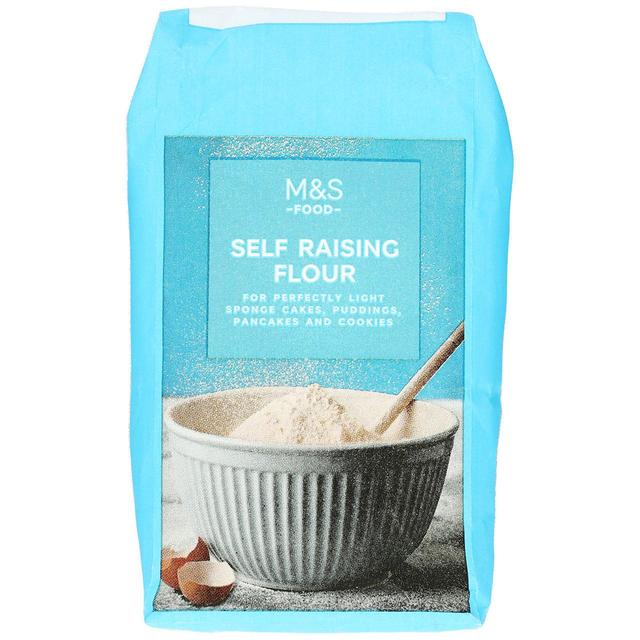 M&S
–FOOD–
SELF RAISING
FLOUR
FOR PERFECTLY LIGHT
SPONGE CAKES, PUDDINGS,
PANCAKES AND COOKIES